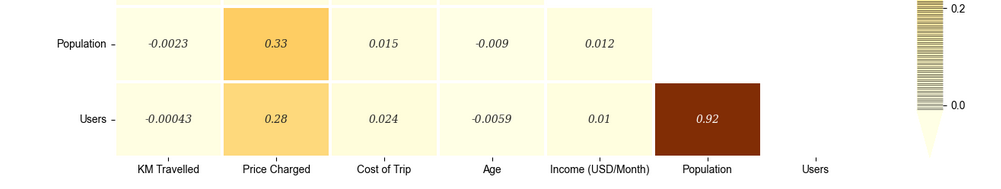 0.2
Population -0.0023 0.33 0.015 -0.009 0.012
0.0
Users -0.00043 0.28 0.024 -0.0059 0.01 0.92
KM Travelled Price Charged Cost of Trip Age Income (USD/Month) Population Users